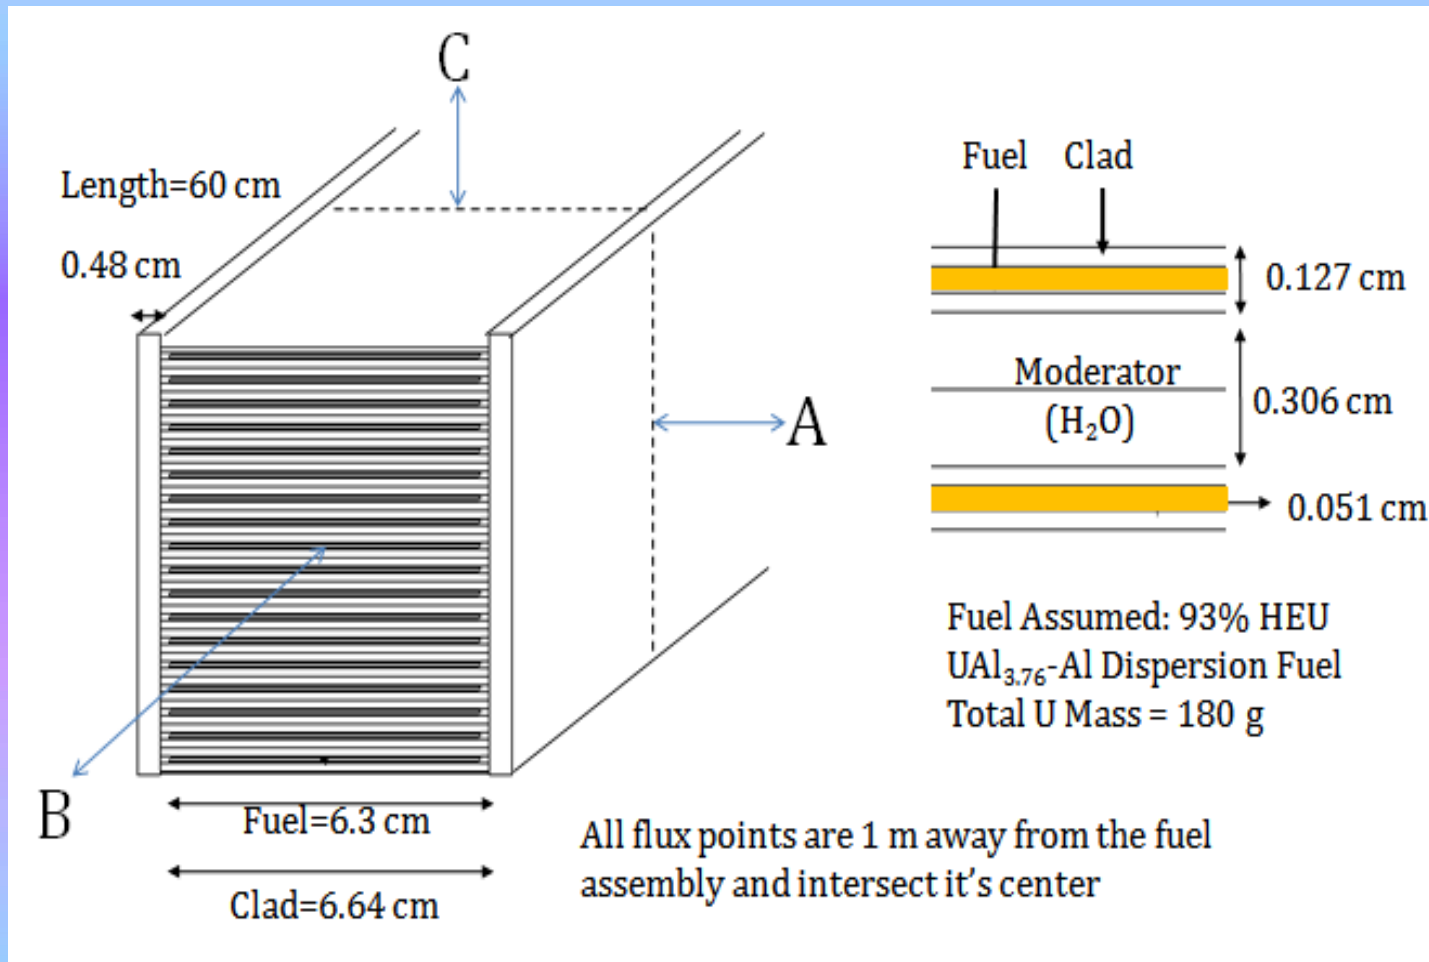 C
Length=60 cm
0.48 cm
A
B
Fuel=6.3 cm
Clad=6.64 cm
Fuel Clad
0.127 cm
Moderator
(H₂O)
0.306 cm
0.051 cm
Fuel Assumed: 93% HEU
UAl₃.₇₆-Al Dispersion Fuel
Total U Mass = 180 g
All flux points are 1 m away from the fuel
assembly and intersect it's center